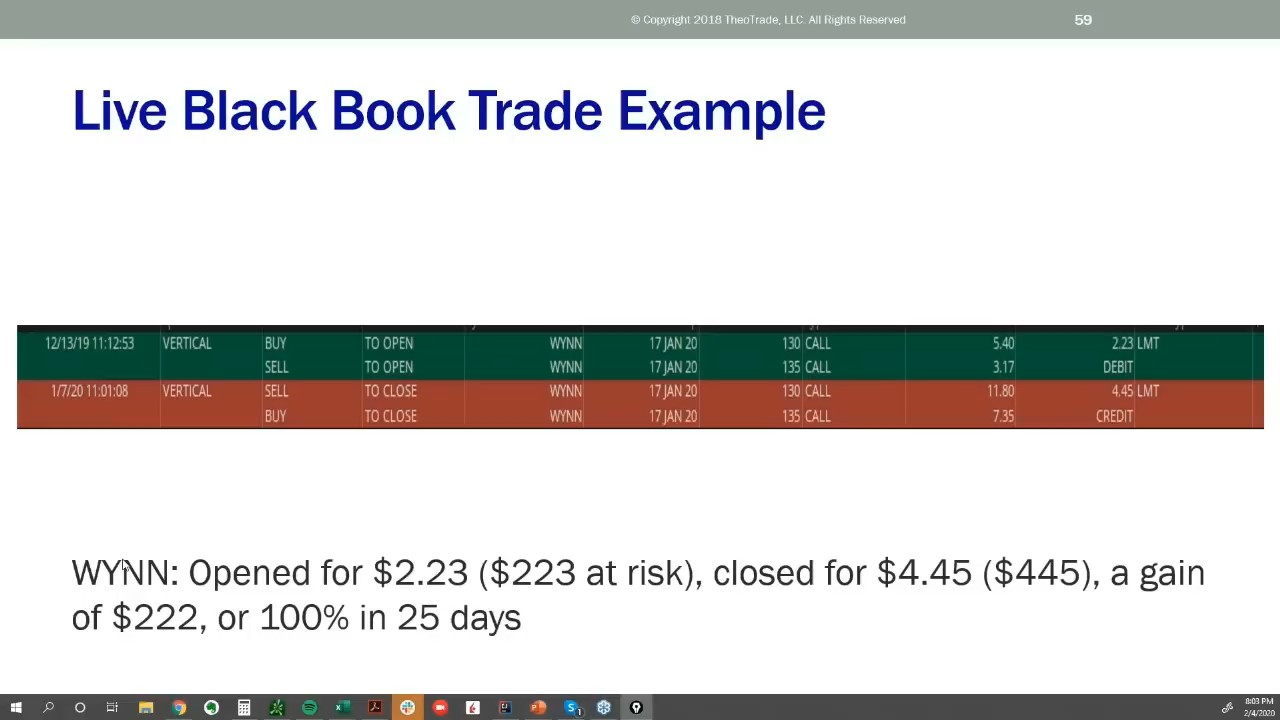 © Copyright 2018 TheoTrade, LLC. All Rights Reserved 59
Live Black Book Trade Example
12/13/19 11:12:53 VERTICAL BUY TO OPEN WYNN 17 JAN 20 130 CALL 5.40 2.23 LMT
SELL TO OPEN WYNN 17 JAN 20 135 CALL 3.17 DEBIT
1/7/20 11:01:08 VERTICAL SELL TO CLOSE WYNN 17 JAN 20 130 CALL 11.80 4.45 LMT
BUY TO CLOSE WYNN 17 JAN 20 135 CALL 7.35 CREDIT
WYNN: Opened for $2.23 ($223 at risk), closed for $4.45 ($445), a gain
of $222, or 100% in 25 days
8:03 PM
2/4/2020